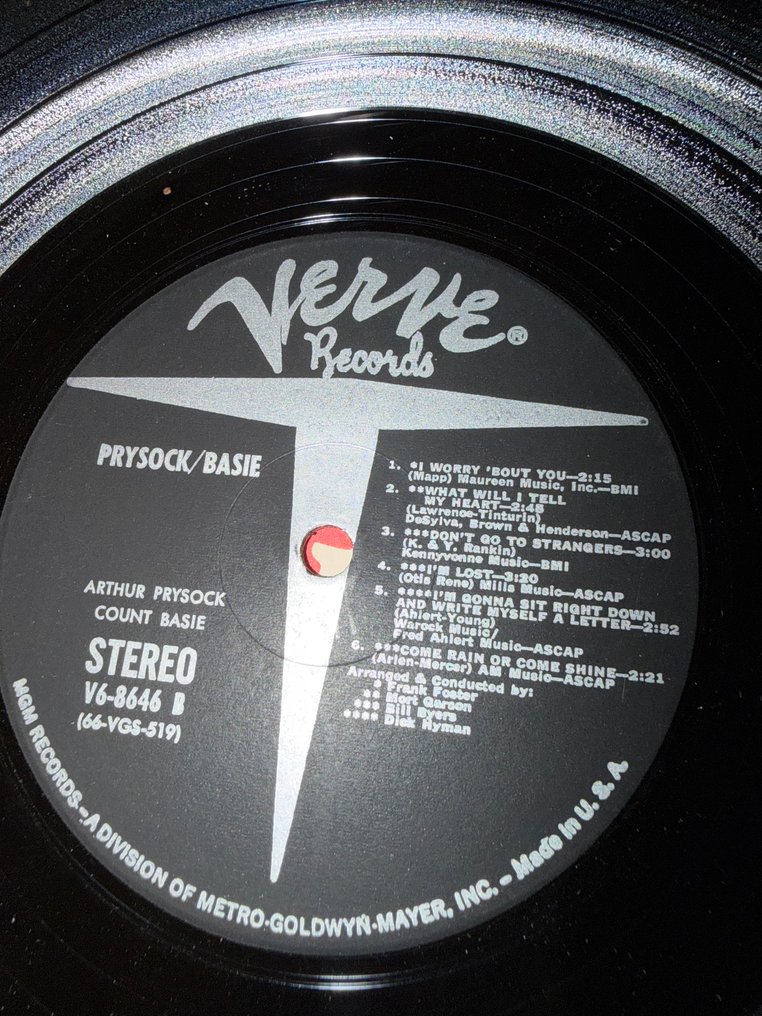 VERVE®
Records
PRYSOCK/BASIE
ARTHUR PRYSOCK
COUNT BASIE
STEREO
V6-8646 B
(66-VGS-519)
1. *I WORRY 'BOUT YOU—2:15
(Mapp) Maureen Music, Inc.—BMI
2. **WHAT WILL I TELL
MY HEART—2:45
(Lawrence-Tinturin)
DeSylva, Brown & Henderson—ASCAP
3. ***DON'T GO TO STRANGERS—3:00
(K. & Y. Rankin)
Kennyvonne Music—BMI
4. ***I'M LOST—3:20
(Otis Rene) Mills Music—ASCAP
5. ****I'M GONNA SIT RIGHT DOWN
AND WRITE MYSELF A LETTER—2:52
(Ahlert-Young)
Warock Music/
Fred Ahlert Music—ASCAP
6. ***COME RAIN OR COME SHINE—2:21
(Arlen-Mercer) AM Music—ASCAP
Arranged & Conducted by:
* Frank Foster
** Mort Garson
*** Bill Byers
**** Dick Hyman
MGM RECORDS – A DIVISION OF METRO-GOLDWYN-MAYER, INC. – Made in U. S. A.